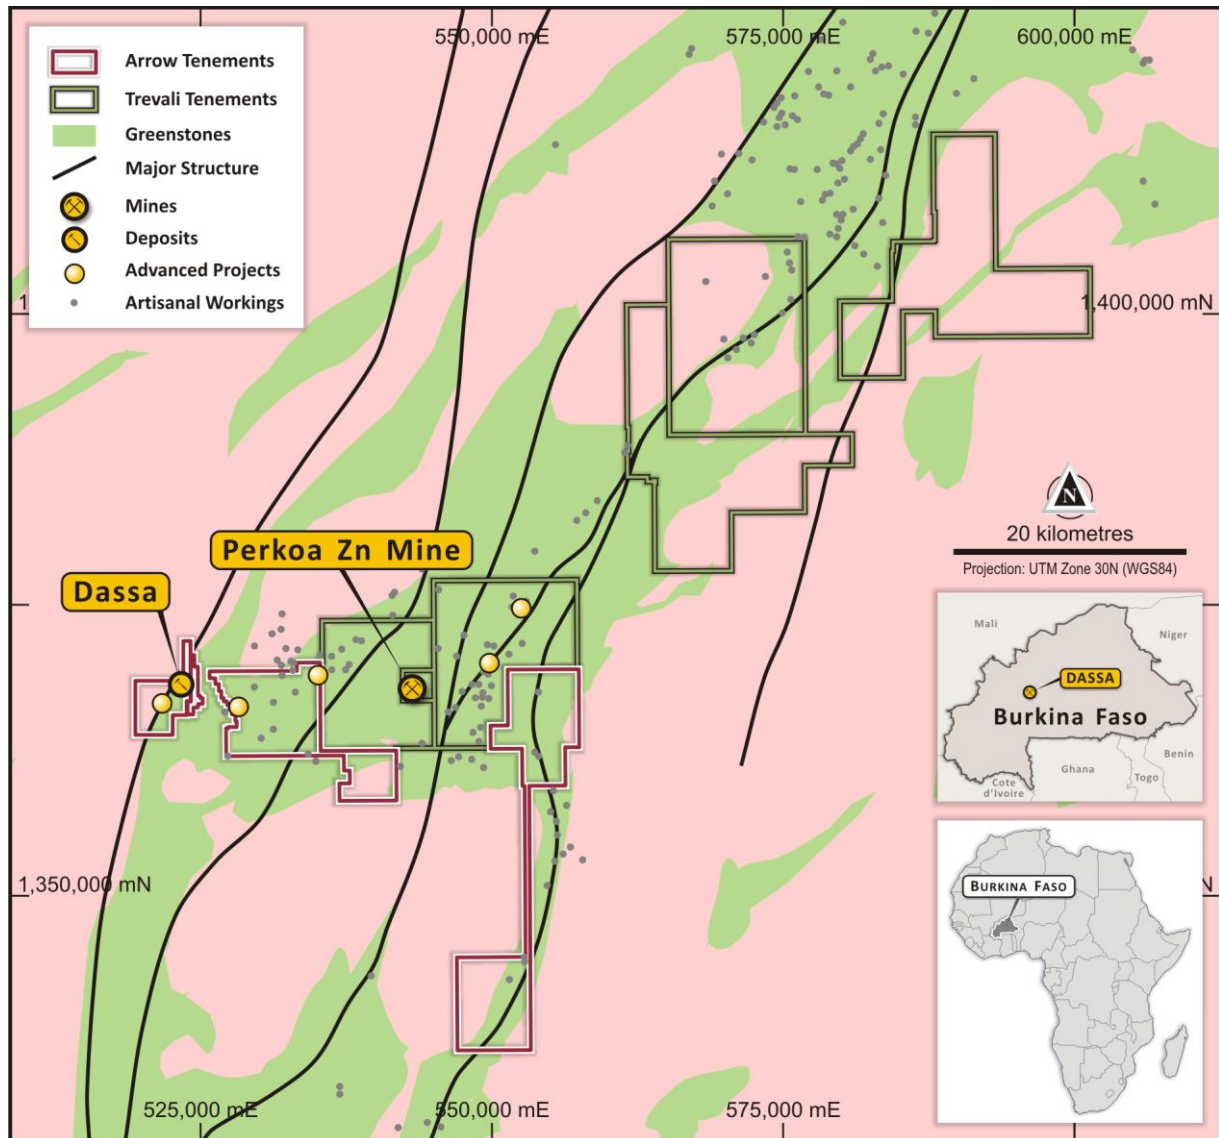 550,000 mE
575,000 mE
600,000 mE
Arrow Tenements
Trevali Tenements
Greenstones
Major Structure
Mines
Deposits
Advanced Projects
Artisanal Workings
1,400,000 mN
N
20 kilometres
Projection: UTM Zone 30N (WGS84)
Perkoa Zn Mine
Dassa
Mali
Niger
DASSA
Burkina Faso
Benin
Ghana
Togo
Cote
d'Ivoire
1,350,000 mN
BURKINA FASO
525,000 mE
550,000 mE
575,000 mE